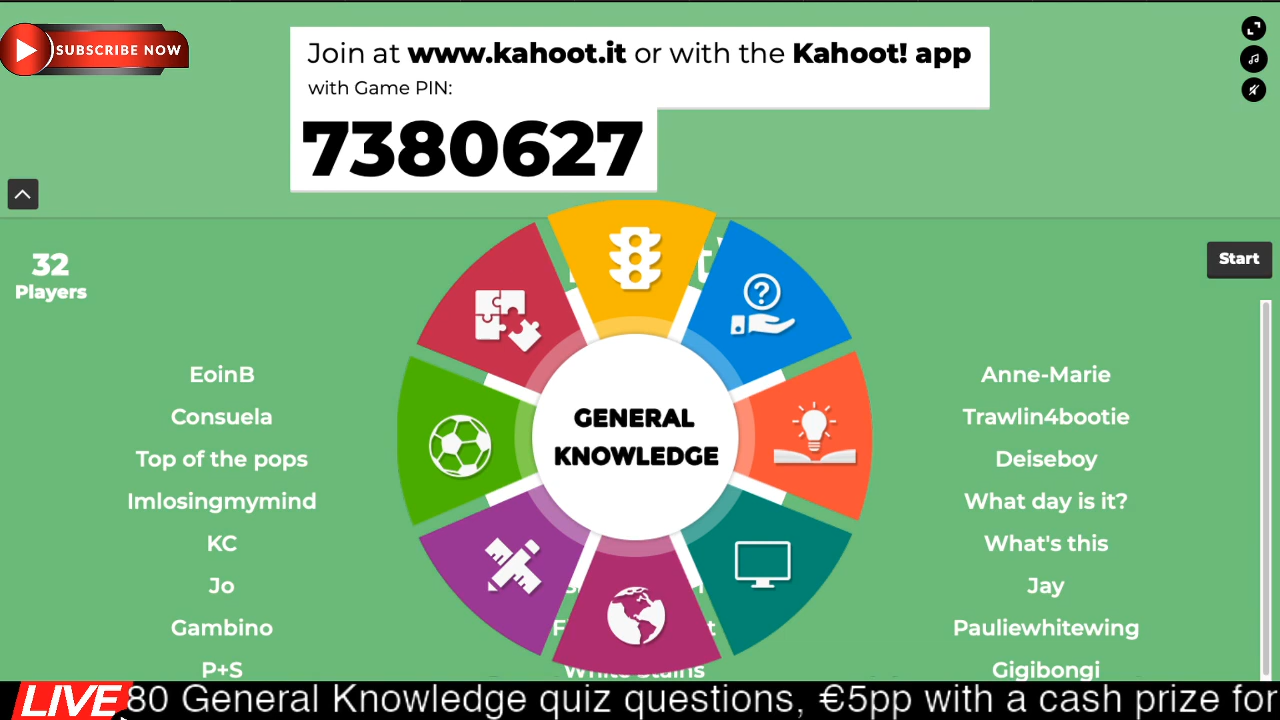 SUBSCRIBE NOW
Join at www.kahoot.it or with the Kahoot! app
with Game PIN:
7380627
32
Players
Start
GENERAL
KNOWLEDGE
EoinB
Anne-Marie
Consuela
Trawlin4bootie
Top of the pops
Deiseboy
Imlosingmymind
What day is it?
KC
What's this
Jo
Jay
Gambino
Pauliewhitewing
P+S
White Stains
Gigibongi
LIVE 80 General Knowledge quiz questions, €5pp with a cash prize for